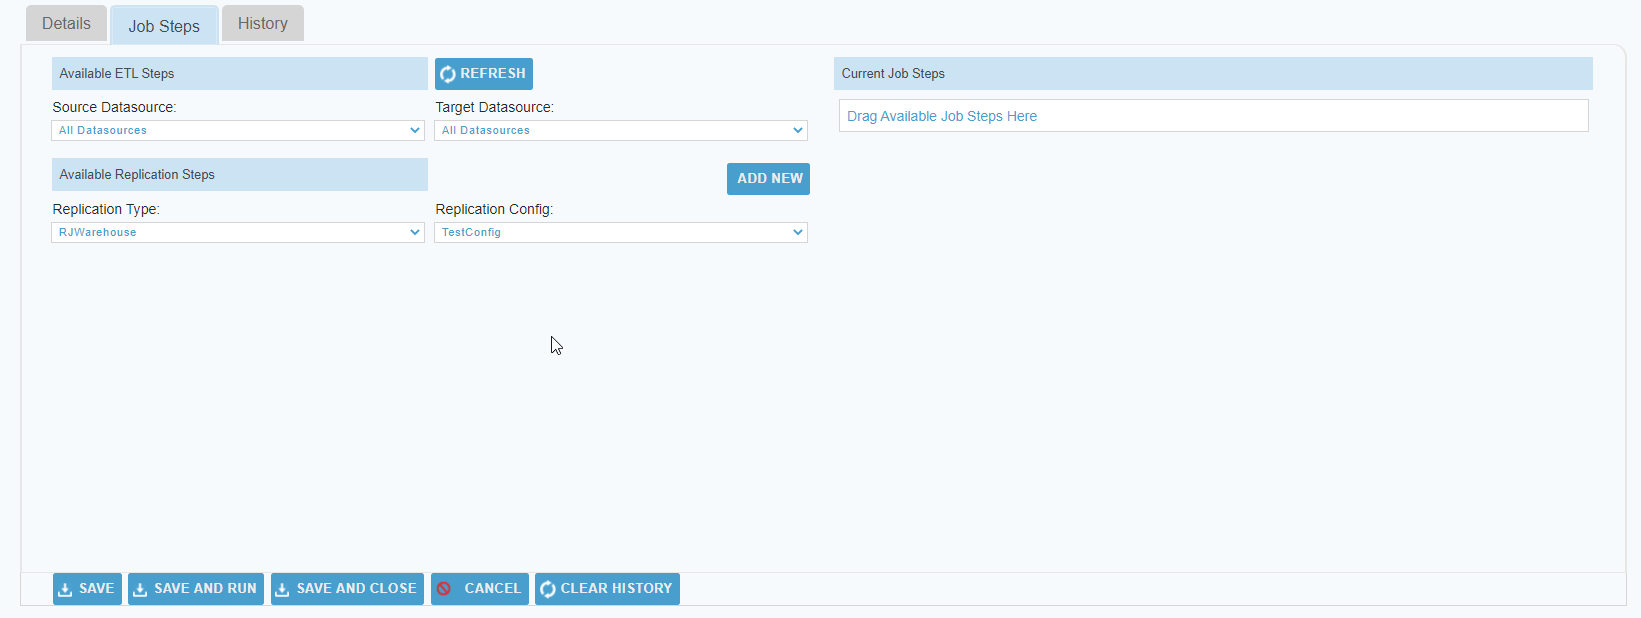 Details
Job Steps
History
Available ETL Steps
REFRESH
Current Job Steps
Source Datasource:
Target Datasource:
Drag Available Job Steps Here
All Datasources
All Datasources
Available Replication Steps
ADD NEW
Replication Type:
Replication Config:
RJWarehouse
TestConfig
SAVE
SAVE AND RUN
SAVE AND CLOSE
CANCEL
CLEAR HISTORY